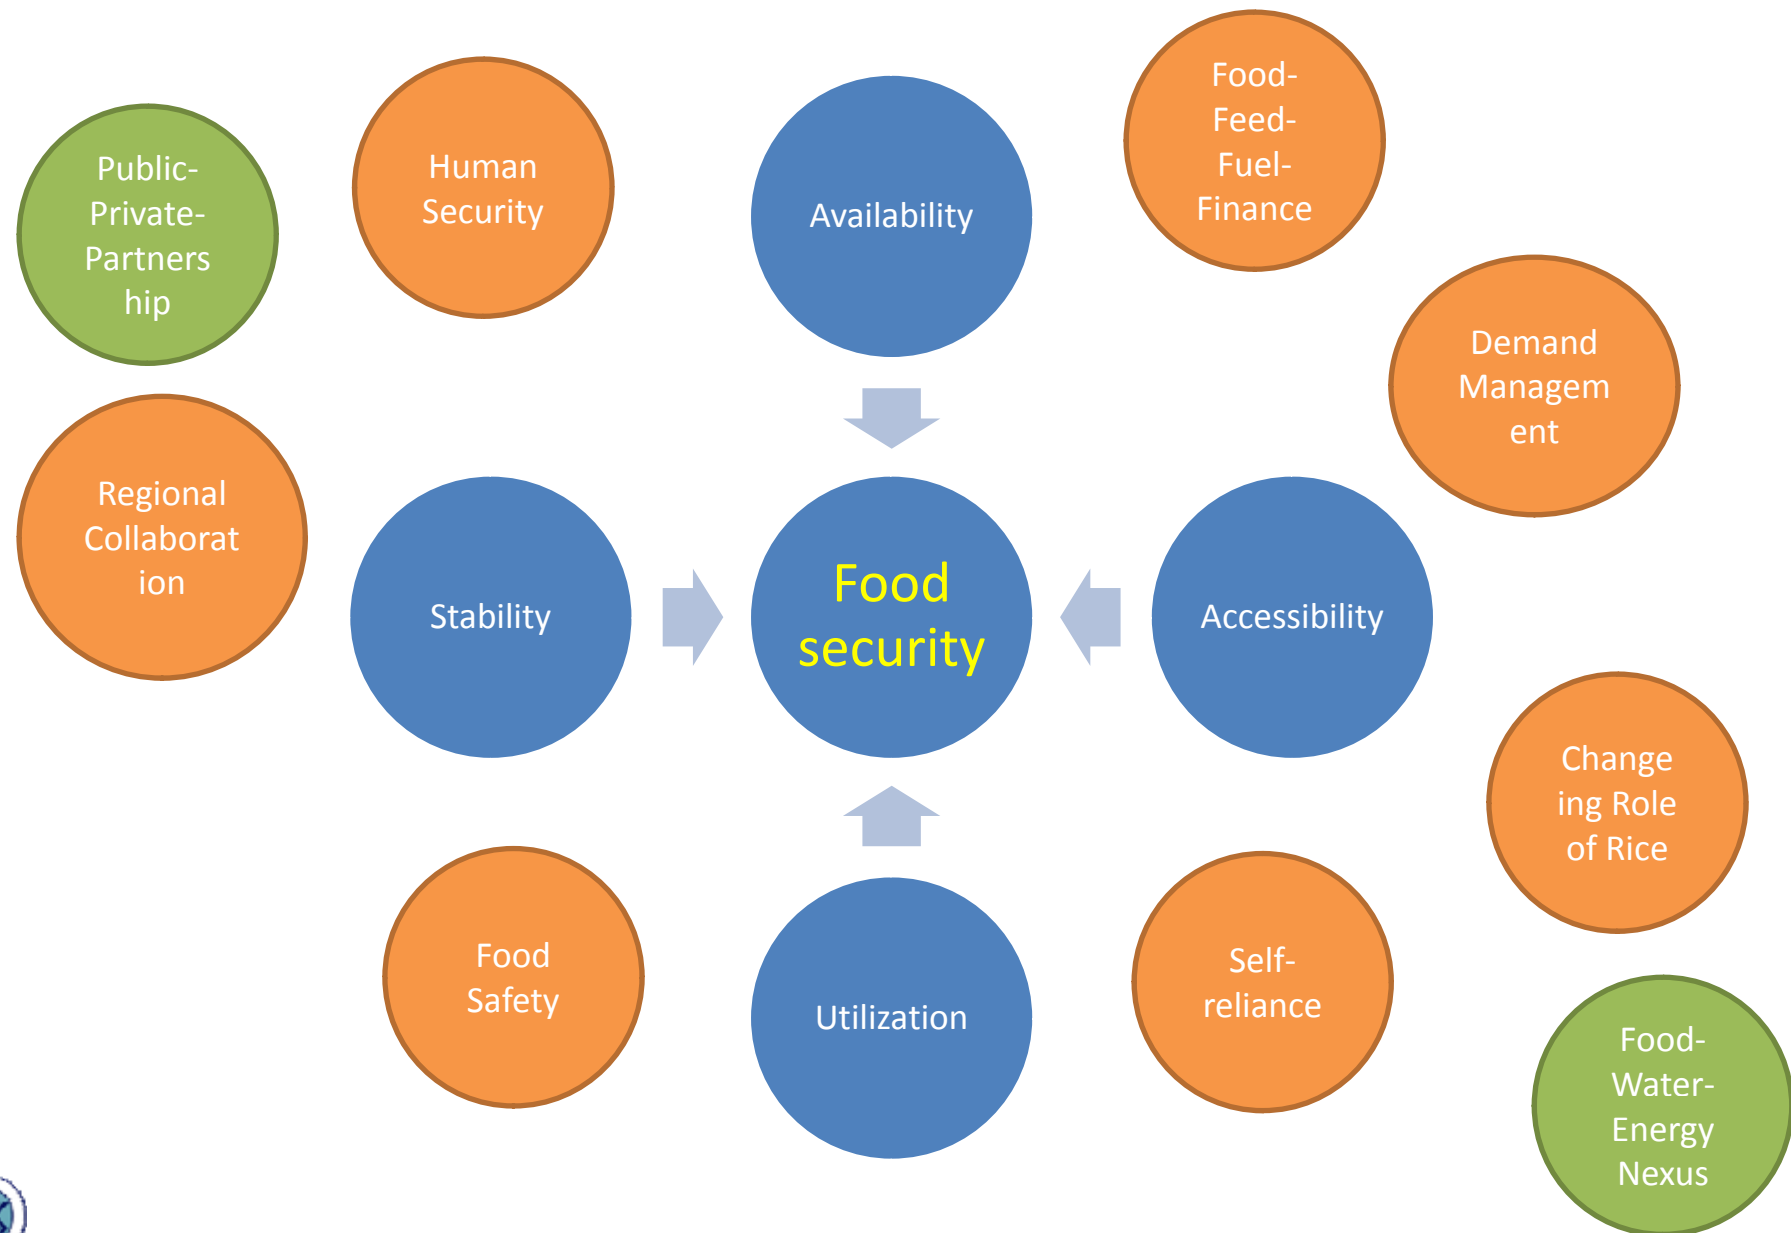 Public-
Private-
Partners
hip
Human
Security
Availability
Food-
Feed-
Fuel-
Finance
Demand
Managem
ent
Regional
Collaborat
ion
Stability
Food
security
Accessibility
Change
ing Role
of Rice
Food
Safety
Utilization
Self-
reliance
Food-
Water-
Energy
Nexus